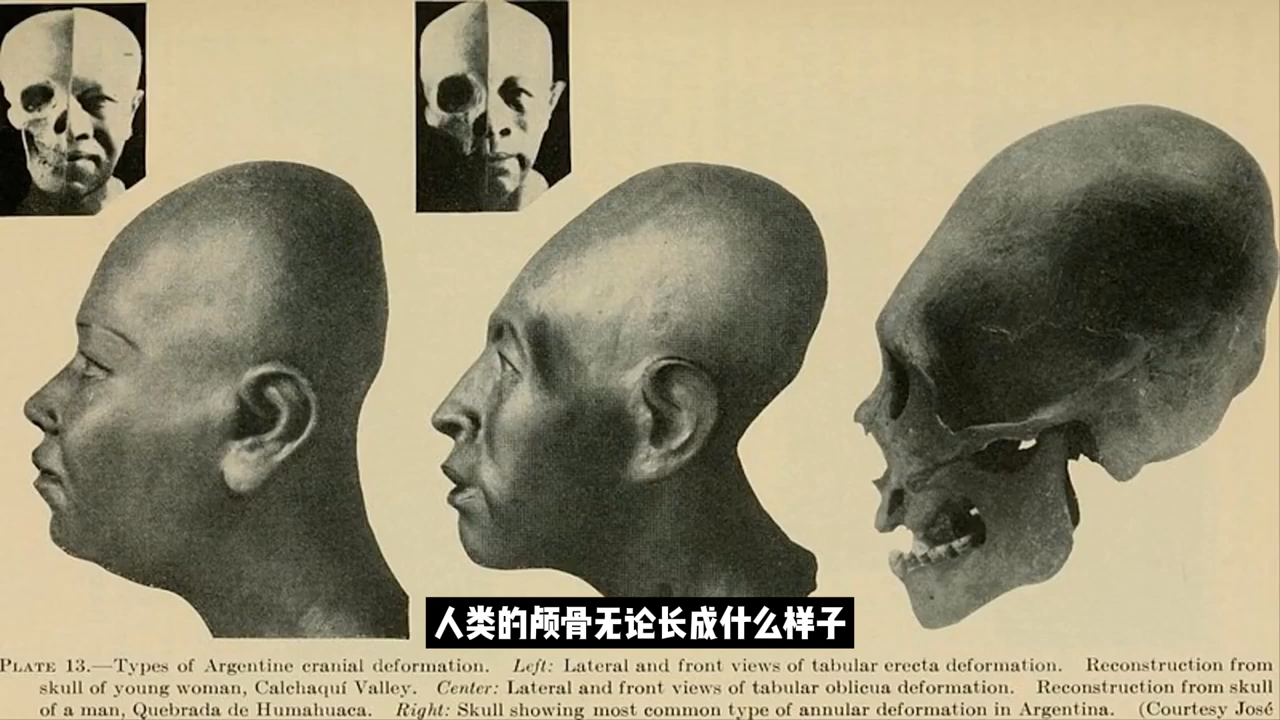 人类的颅骨无论长成什么样子
PLATE 13.—Types of Argentine cranial deformation. Left: Lateral and front views of tabular erecta deformation. Reconstruction from
skull of young woman, Calchaquí Valley. Center: Lateral and front views of tabular oblicua deformation. Reconstruction from skull
of a man, Quebrada de Humahuaca. Right: Skull showing most common type of annular deformation in Argentina. (Courtesy José